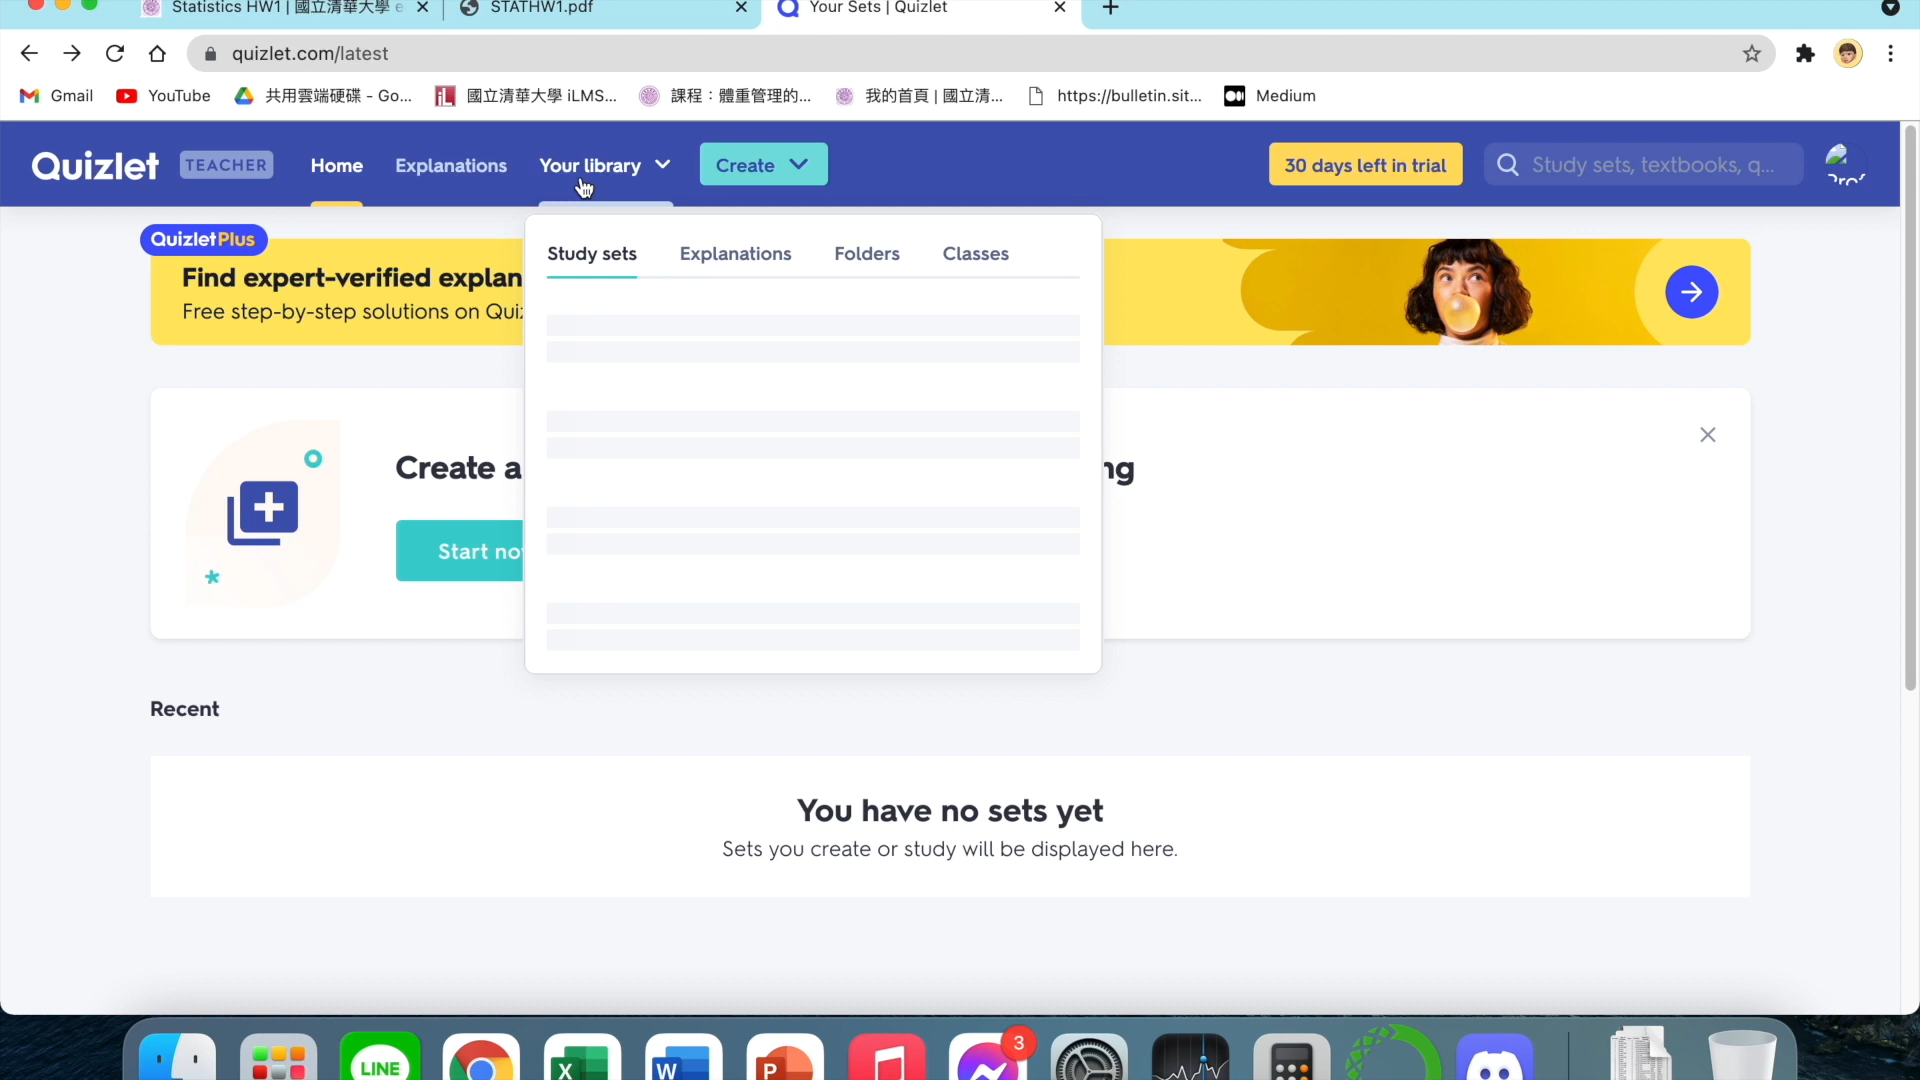 Statistics HW1 | 國立清華大學 e
STATHW1.pdf
Your Sets | Quizlet
quizlet.com/latest
Gmail
YouTube
共用雲端硬碟 - Go...
國立清華大學 iLMS...
課程：體重管理的...
我的首頁 | 國立清...
https://bulletin.sit...
Medium
Quizlet
TEACHER
Home
Explanations
Your library
Create
30 days left in trial
Study sets, textbooks, q...
QuizletPlus
Find expert-verified explan
Free step-by-step solutions on Qui
Study sets
Explanations
Folders
Classes
Create a
ng
Start no
Recent
You have no sets yet
Sets you create or study will be displayed here.
3
LINE
X
W
P